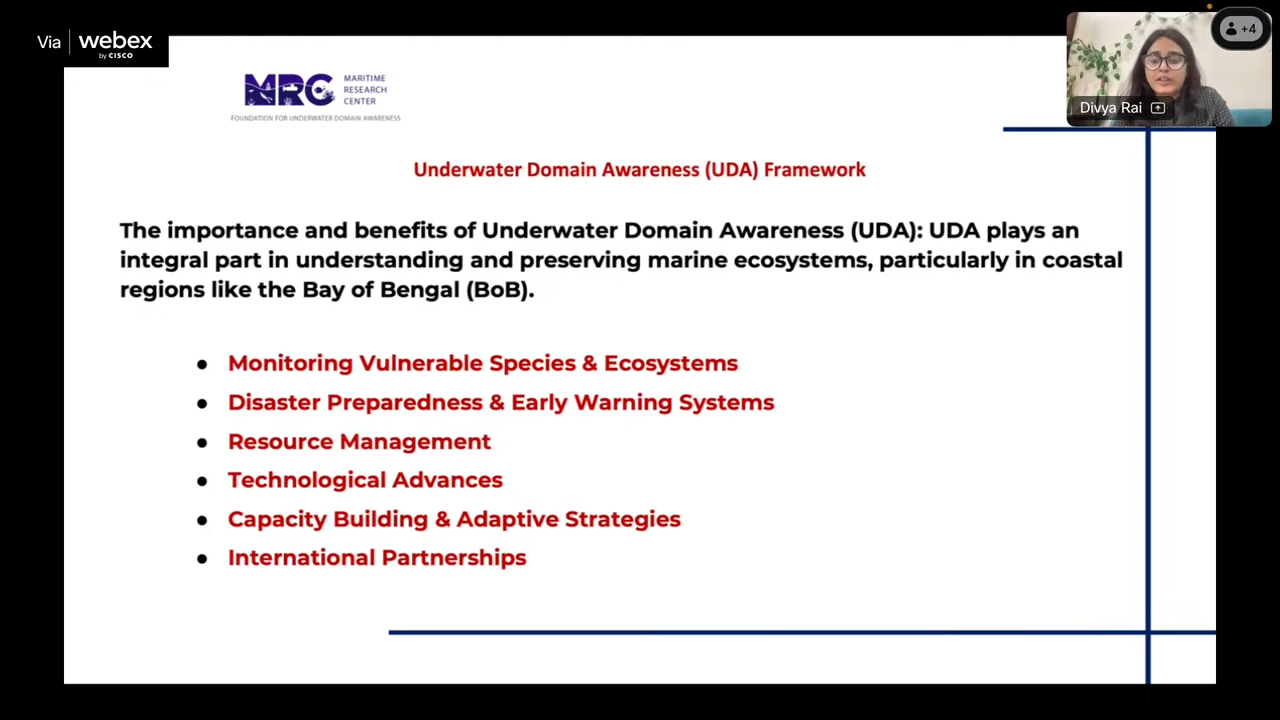 Via webex
by CISCO
+4
Divya Rai
MRC MARITIME
RESEARCH
CENTER
FOUNDATION FOR UNDERWATER DOMAIN AWARENESS
Underwater Domain Awareness (UDA) Framework
The importance and benefits of Underwater Domain Awareness (UDA): UDA plays an
integral part in understanding and preserving marine ecosystems, particularly in coastal
regions like the Bay of Bengal (BoB).
● Monitoring Vulnerable Species & Ecosystems
● Disaster Preparedness & Early Warning Systems
● Resource Management
● Technological Advances
● Capacity Building & Adaptive Strategies
● International Partnerships